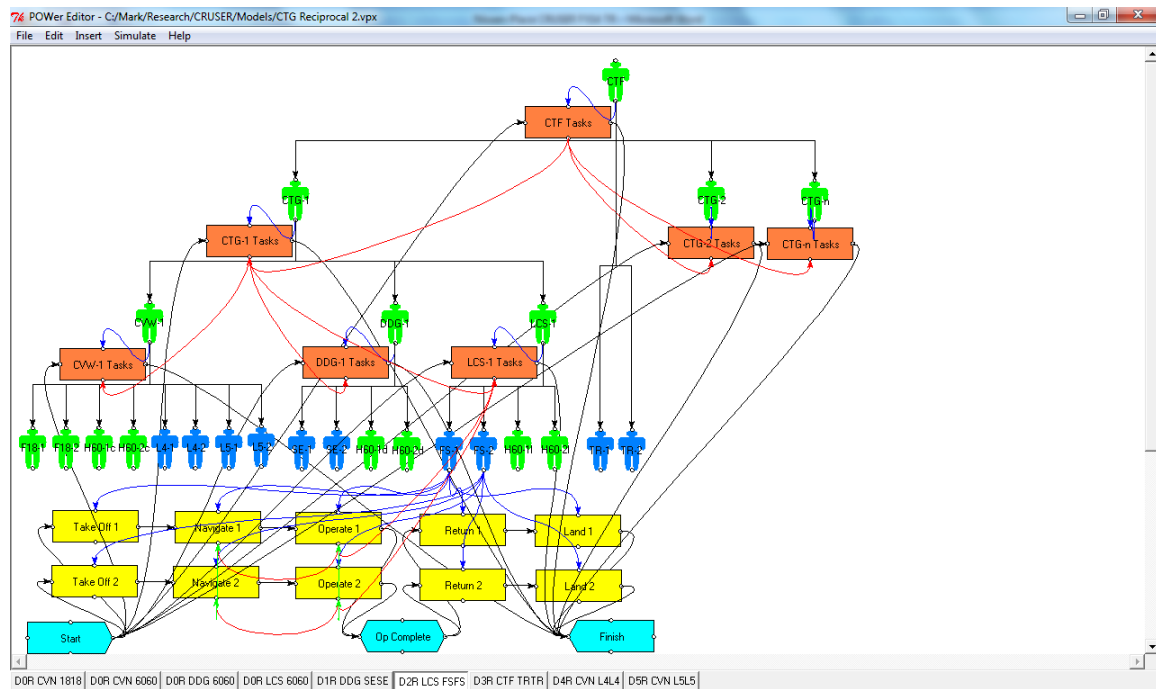 POWer Editor - C:/Mark/Research/CRUSER/Models/CTG Reciprocal 2.vpx
File Edit Insert Simulate Help
CTF
CTF Tasks
CTG-1 CTG-2 CTG-n
CTG-1 Tasks CTG-2 Tasks CTG-n Tasks
CVW-1 DDG-1 LCS-1
CVW-1 Tasks DDG-1 Tasks LCS-1 Tasks
F18-1 F18-2 H60-1c H60-2c L4-1 L4-2 L5-1 L5-2 SE-1 SE-2 H60-1d H60-2d FS-1 FS-2 H60-1l H60-2l TR-1 TR-2
Take Off 1 Navigate 1 Operate 1 Return 1 Land 1
Take Off 2 Navigate 2 Operate 2 Return 2 Land 2
Start Op Complete Finish
D0R CVN 1818 D0R CVN 6060 D0R DDG 6060 D0R LCS 6060 D1R DDG SESE D2R LCS FSFS D3R CTF TRTR D4R CVN L4L4 D5R CVN L5L5